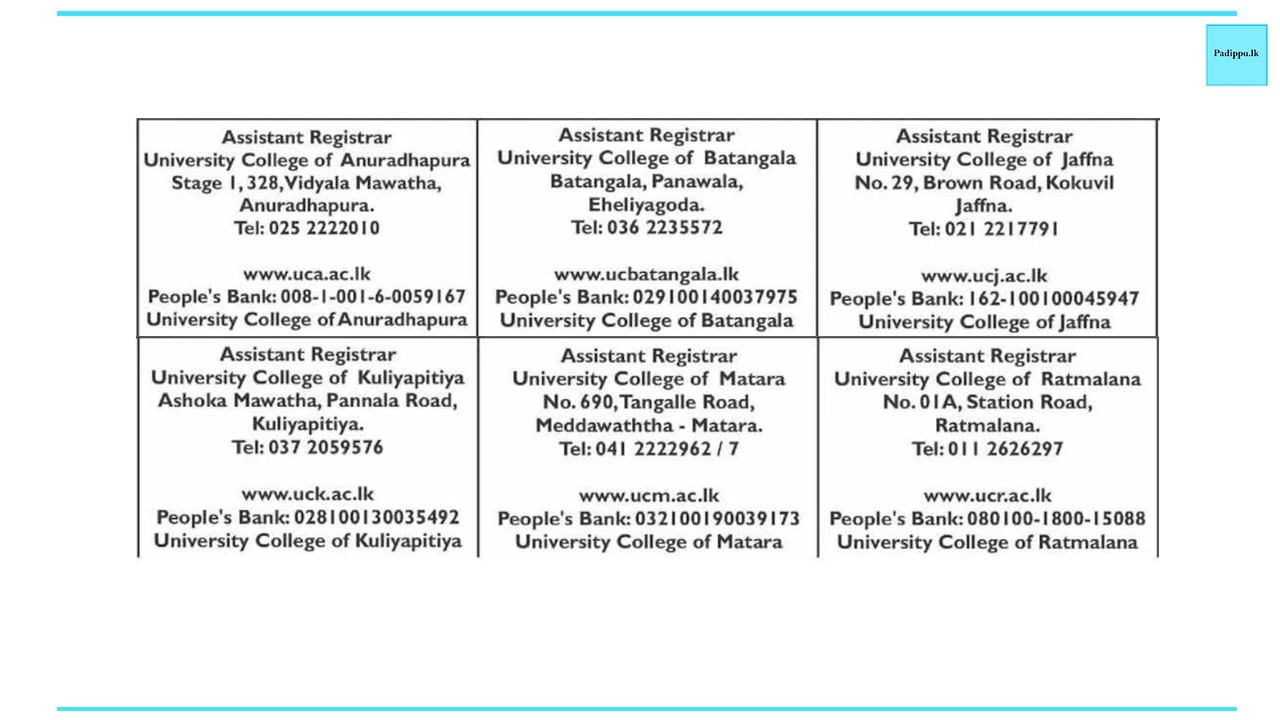 Padippu.lk
Assistant Registrar
University College of Anuradhapura
Stage 1, 328,Vidyala Mawatha,
Anuradhapura.
Tel: 025 2222010
www.uca.ac.lk
People's Bank: 008-1-001-6-0059167
University College of Anuradhapura
Assistant Registrar
University College of Batangala
Batangala, Panawala,
Eheliyagoda.
Tel: 036 2235572
www.ucbatangala.lk
People's Bank: 029100140037975
University College of Batangala
Assistant Registrar
University College of Jaffna
No. 29, Brown Road, Kokuvil
Jaffna.
Tel: 021 2217791
www.ucj.ac.lk
People's Bank: 162-100100045947
University College of Jaffna
Assistant Registrar
University College of Kuliyapitiya
Ashoka Mawatha, Pannala Road,
Kuliyapitiya.
Tel: 037 2059576
www.uck.ac.lk
People's Bank: 028100130035492
University College of Kuliyapitiya
Assistant Registrar
University College of Matara
No. 690,Tangalle Road,
Meddawaththa - Matara.
Tel: 041 2222962 / 7
www.ucm.ac.lk
People's Bank: 032100190039173
University College of Matara
Assistant Registrar
University College of Ratmalana
No. 01A, Station Road,
Ratmalana.
Tel: 011 2626297
www.ucr.ac.lk
People's Bank: 080100-1800-15088
University College of Ratmalana